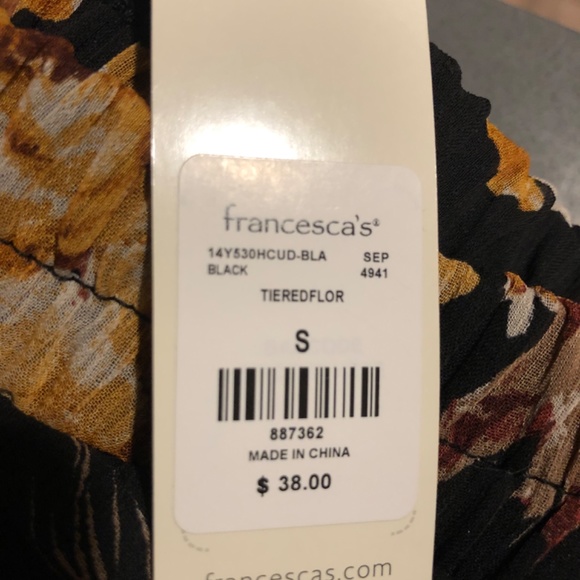 francesca's®
14Y530HCUD-BLA SEP
BLACK 4941
TIEREDFLOR
S
887362
MADE IN CHINA
$ 38.00
francescas.com